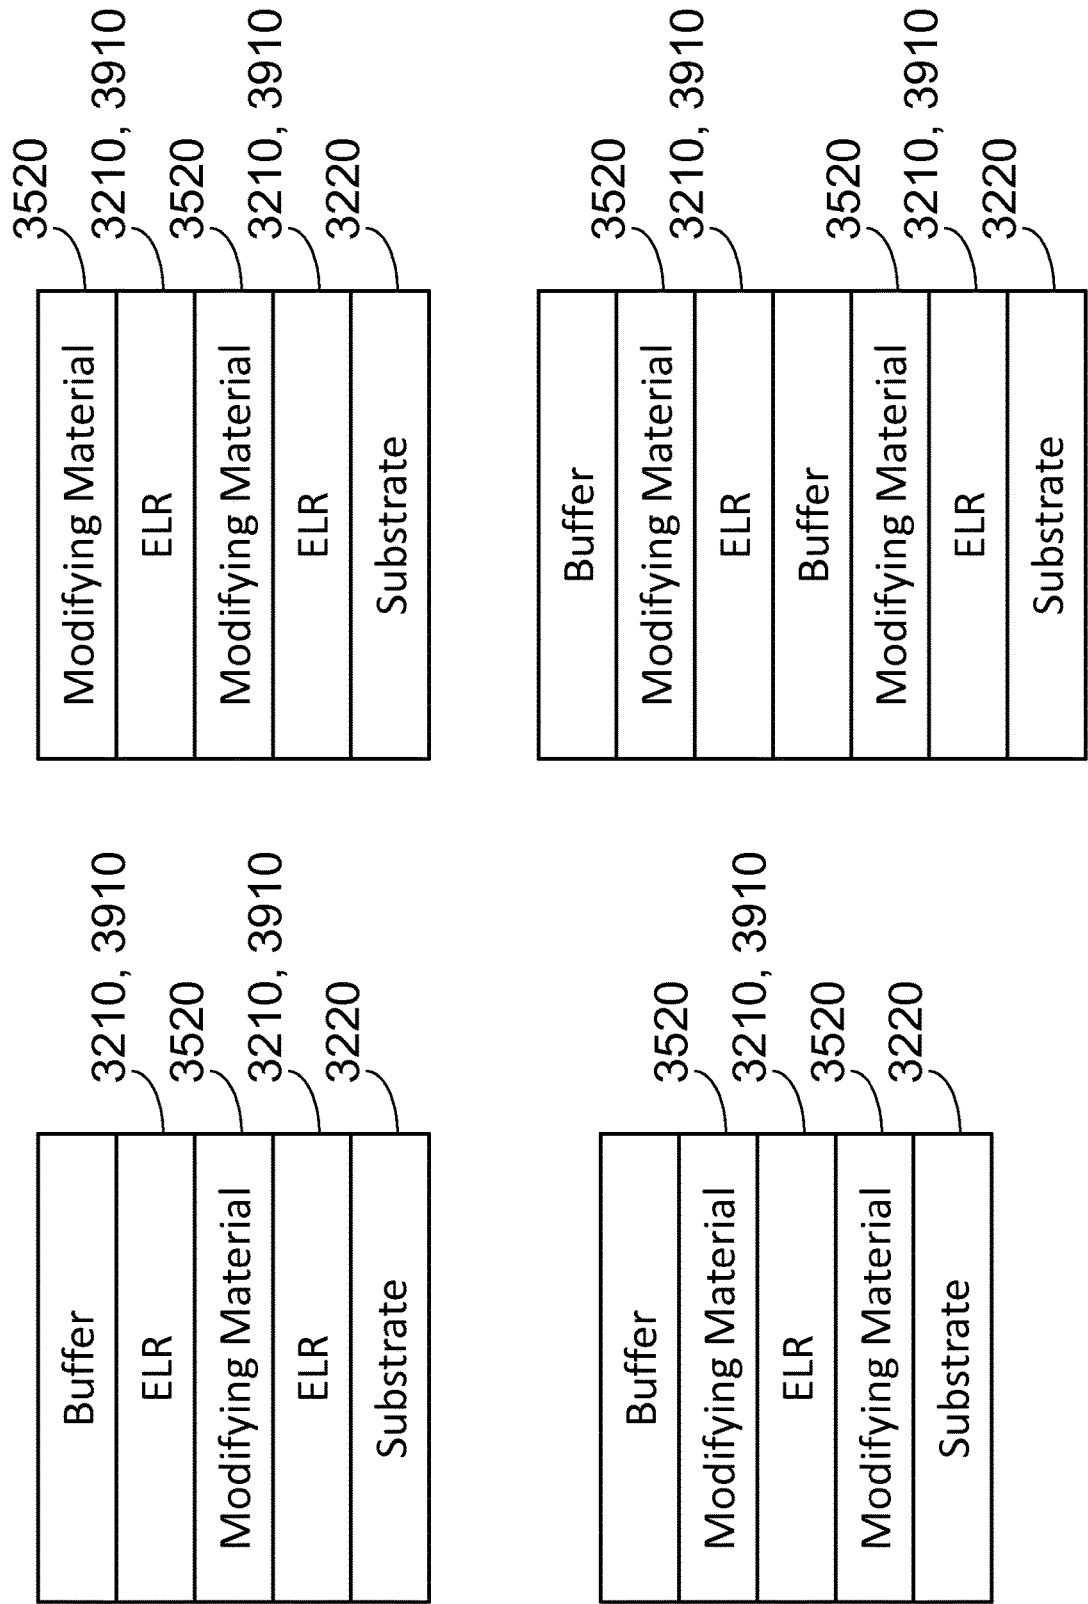 Buffer
ELR 3210, 3910
Modifying Material 3520
ELR 3210, 3910
Substrate 3220
Modifying Material 3520
ELR 3210, 3910
Modifying Material 3520
ELR 3210, 3910
Substrate 3220
Buffer
Modifying Material 3520
ELR 3210, 3910
Modifying Material 3520
Substrate 3220
Buffer
Modifying Material 3520
ELR 3210, 3910
Buffer
Modifying Material 3520
ELR 3210, 3910
Substrate 3220